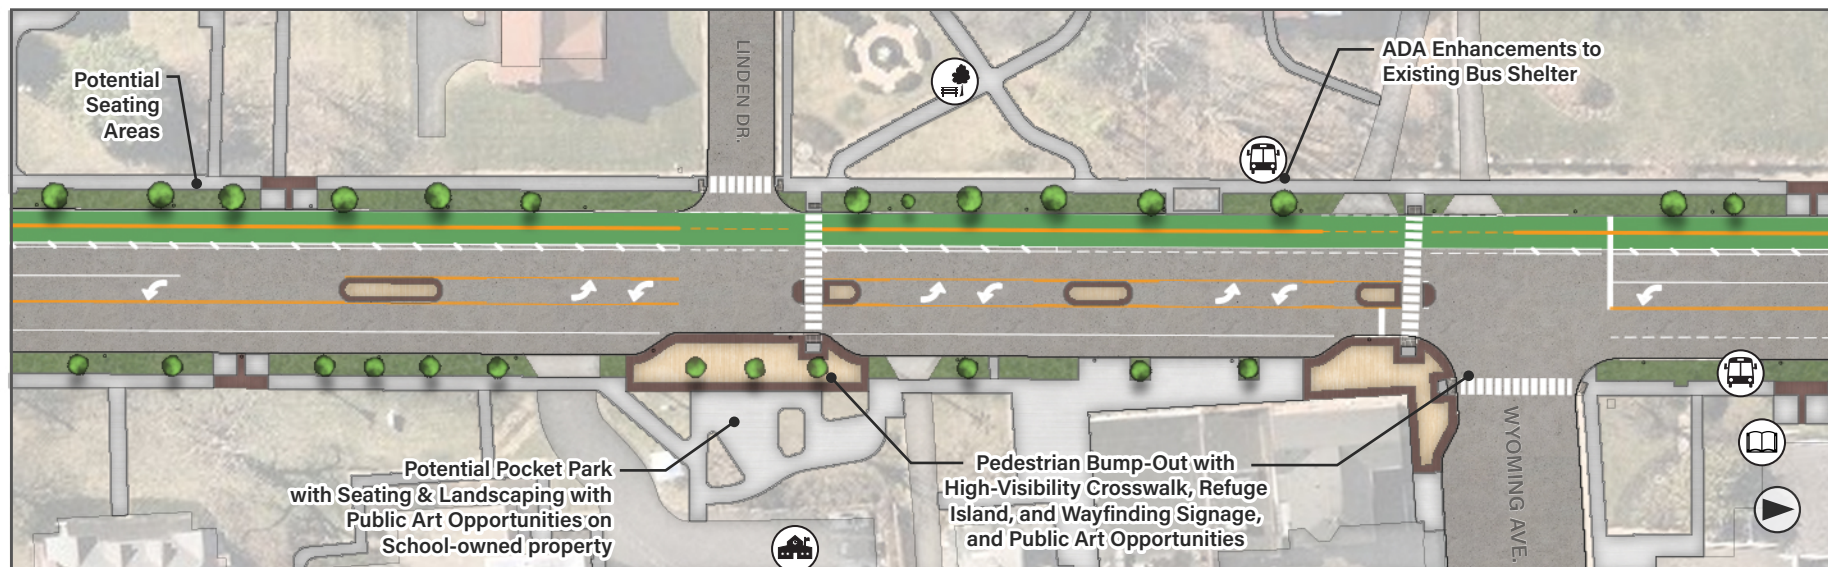 LINDEN DR.
ADA Enhancements to
Existing Bus Shelter
Potential
Seating
Areas
Potential Pocket Park
with Seating & Landscaping with
Public Art Opportunities on
School-owned property
Pedestrian Bump-Out with
High-Visibility Crosswalk, Refuge
Island, and Wayfinding Signage,
and Public Art Opportunities
WYOMING AVE.